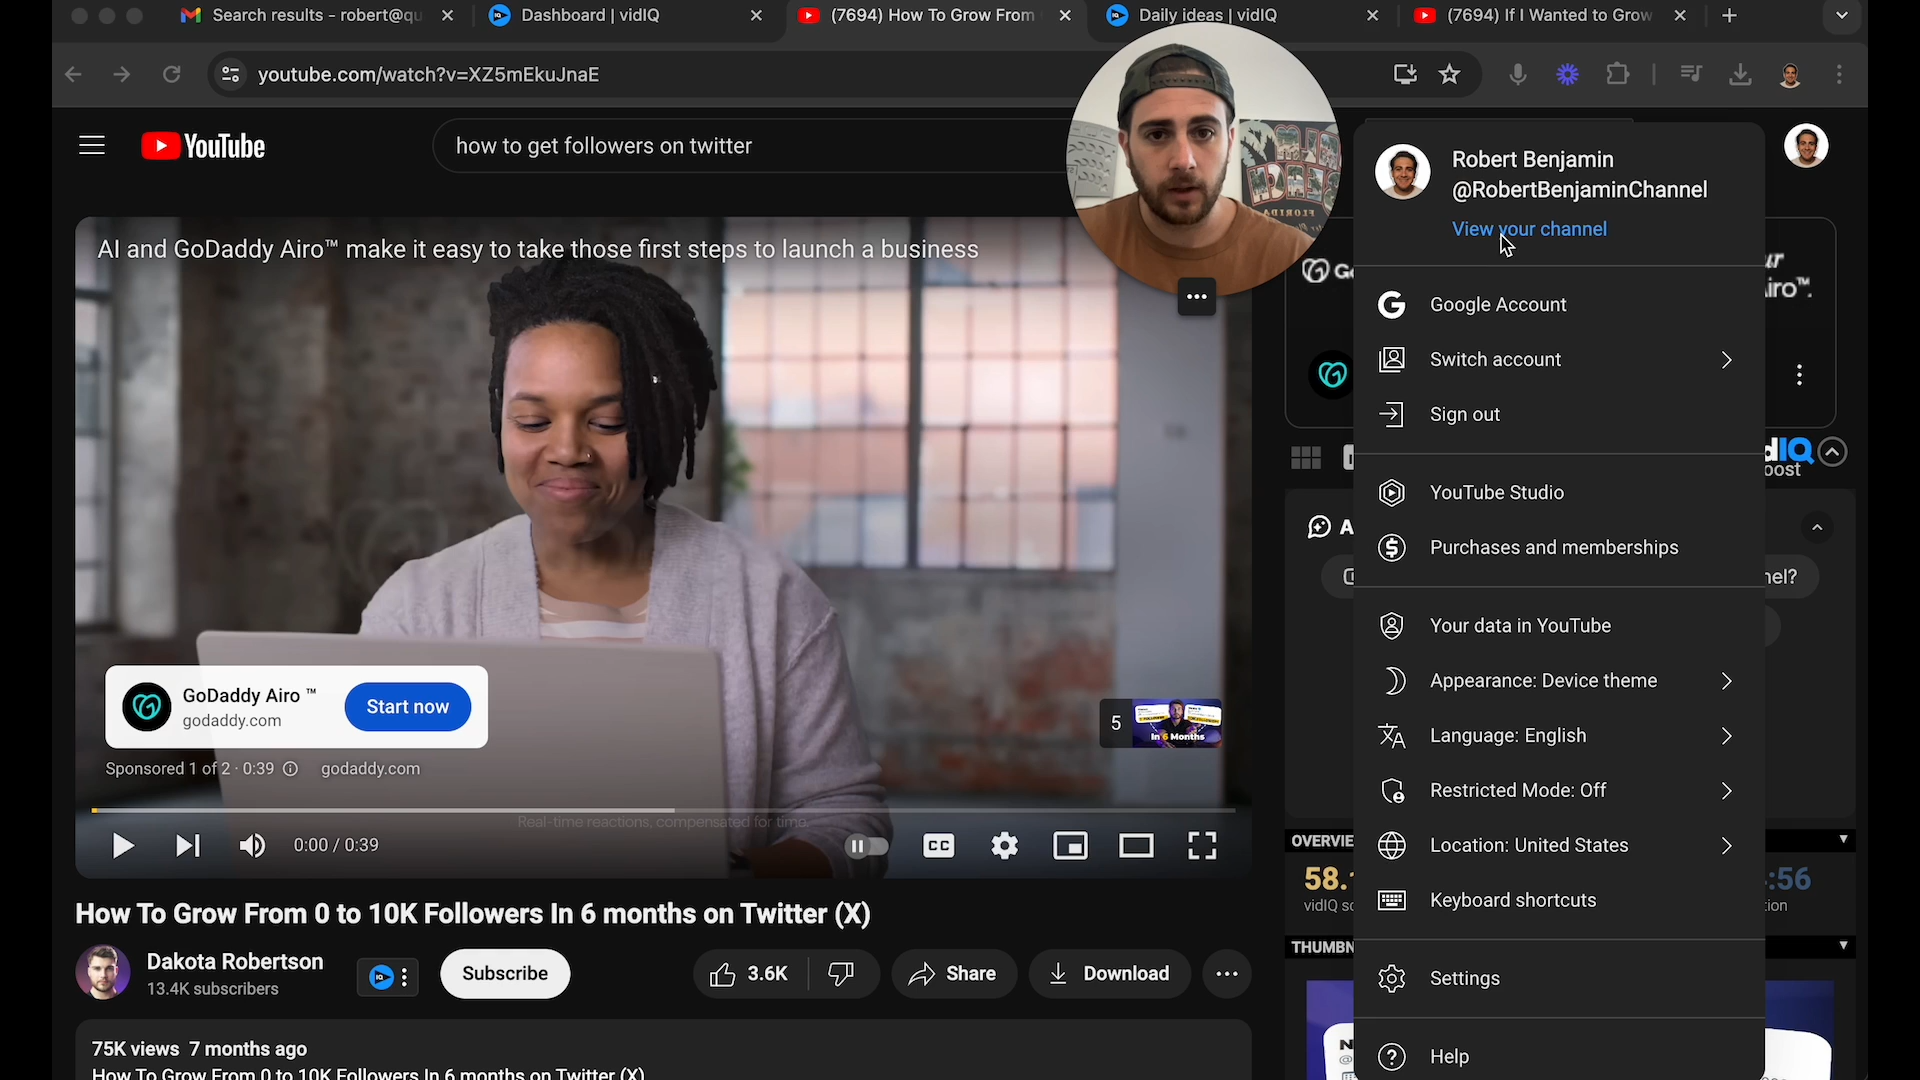 Search results - robert@qu
Dashboard | vidIQ
(7694) How To Grow From
Daily ideas | vidIQ
(7694) If I Wanted to Grow
youtube.com/watch?v=XZ5mEkuJnaE
YouTube
how to get followers on twitter
Robert Benjamin
@RobertBenjaminChannel
View your channel
AI and GoDaddy Airo™ make it easy to take those first steps to launch a business
Google Account
Switch account
Sign out
YouTube Studio
Purchases and memberships
Your data in YouTube
Appearance: Device theme
Language: English
Restricted Mode: Off
Location: United States
Keyboard shortcuts
Settings
Help
GoDaddy Airo ™
godaddy.com
Start now
5
In 6 Months
Sponsored 1 of 2 · 0:39
godaddy.com
Real-time reactions, compensated for time.
0:00 / 0:39
CC
OVERVIE
58.
:56
vidIQ sc
tion
THUMBN
How To Grow From 0 to 10K Followers In 6 months on Twitter (X)
Dakota Robertson
13.4K subscribers
Subscribe
3.6K
Share
Download
75K views 7 months ago
How To Grow From 0 to 10K Followers In 6 months on Twitter (X)